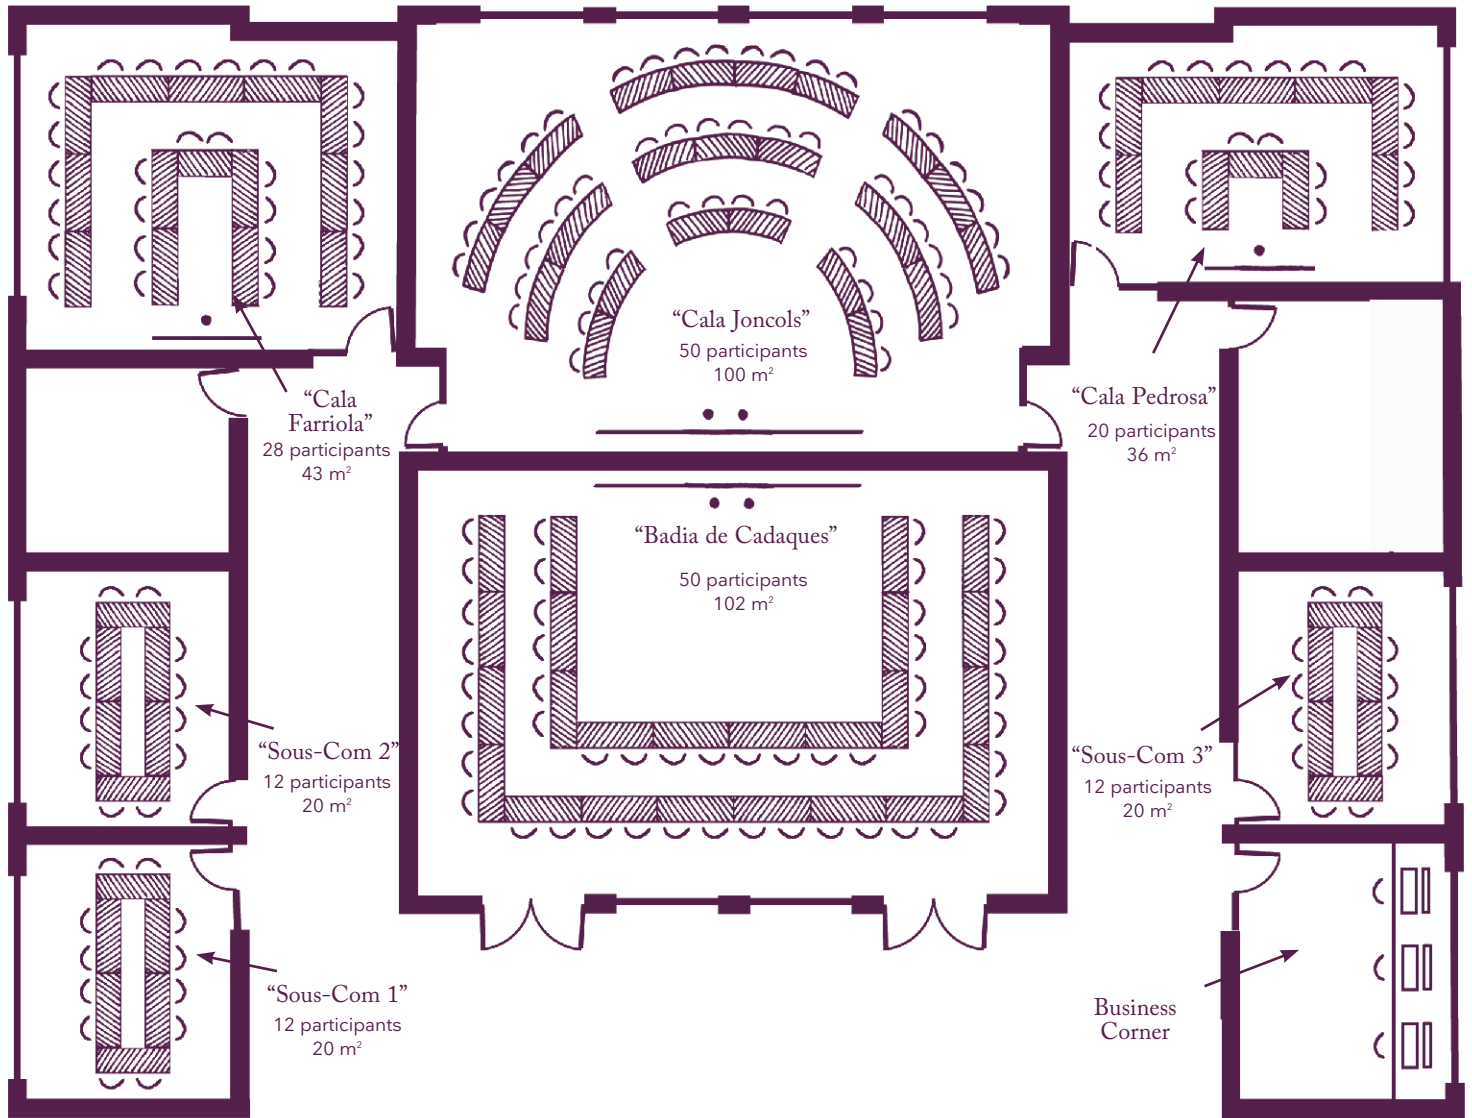 “Cala Joncols”
50 participants
100 m²
“Cala
Farriola”
28 participants
43 m²
“Cala Pedrosa”
20 participants
36 m²
“Badia de Cadaques”
50 participants
102 m²
“Sous-Com 2”
12 participants
20 m²
“Sous-Com 3”
12 participants
20 m²
“Sous-Com 1”
12 participants
20 m²
Business
Corner